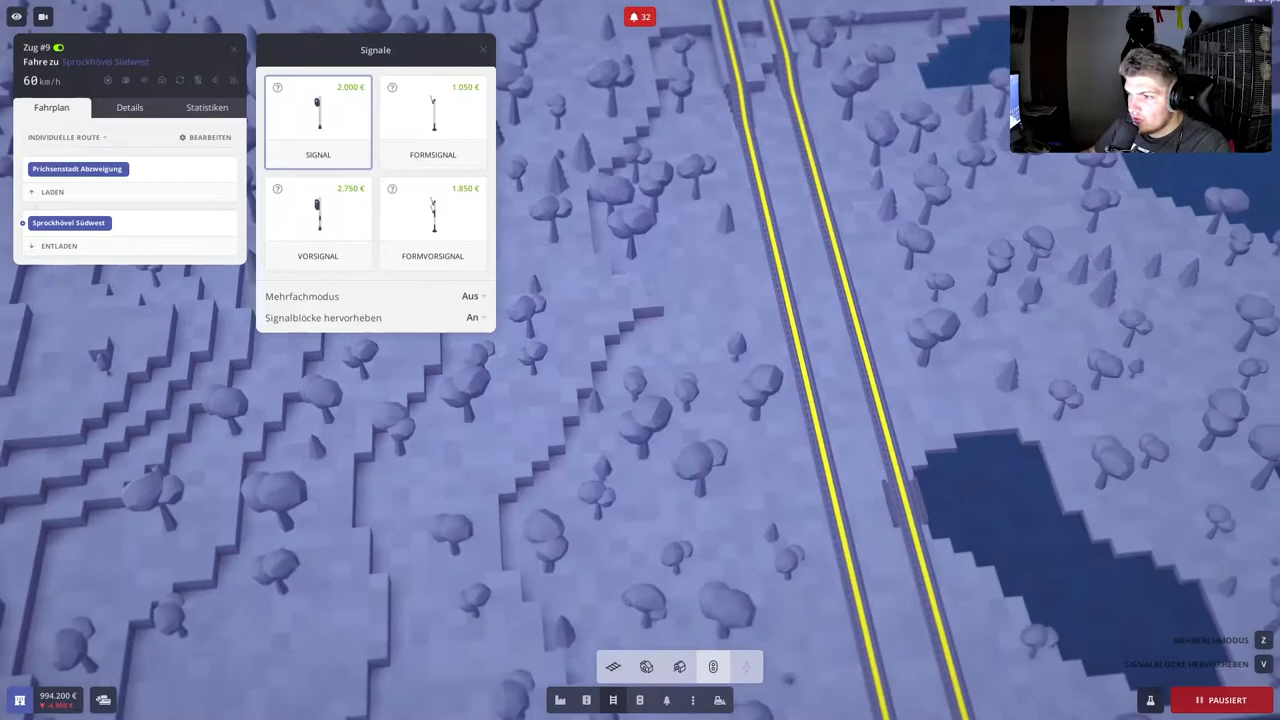 32
Zug #9
Fahre zu Sprockhövel Südwest
60 km/h
Fahrplan Details Statistiken
INDIVIDUELLE ROUTE BEARBEITEN
Prichsenstadt Abzweigung
LADEN
Sprockhövel Südwest
ENTLADEN
Signale
2.000 € 1.050 €
SIGNAL FORMSIGNAL
2.750 € 1.850 €
VORSIGNAL FORMVORSIGNAL
Mehrfachmodus Aus
Signalblöcke hervorheben An
MEHRFACHMODUS Z
SIGNALBLÖCKE HERVORHEBEN V
994.200 €
▼ -4.900 €
PAUSIERT